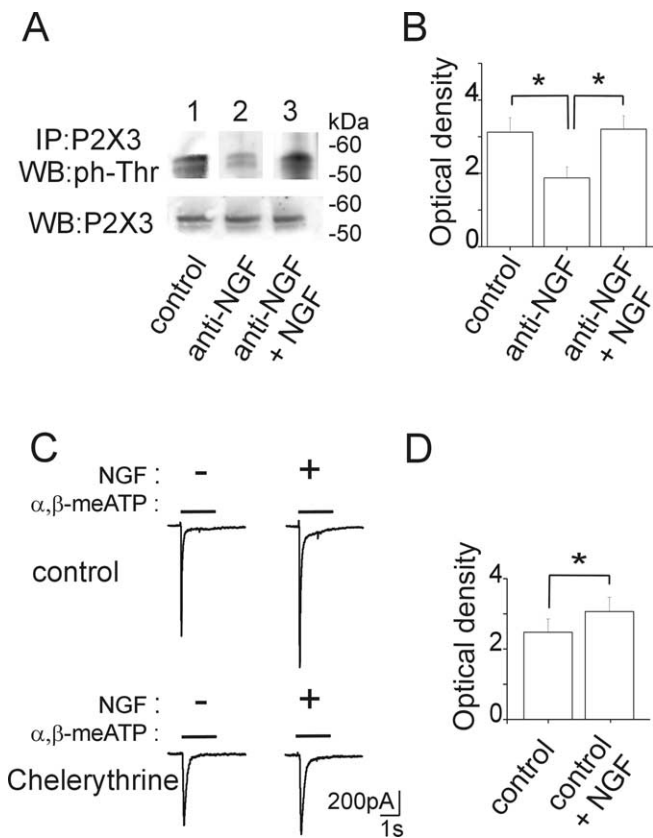 A
1 2 3 kDa
IP:P2X3
WB:ph-Thr
-60
-50
WB:P2X3
-60
-50
control
anti-NGF
anti-NGF
+ NGF
B
Optical density
4
2
0
* *
control
anti-NGF
anti-NGF
+ NGF
C
NGF : - +
α,β-meATP :
control
NGF : - +
α,β-meATP :
Chelerythrine
200pA
1s
D
Optical density
4
2
0
*
control
control
+ NGF